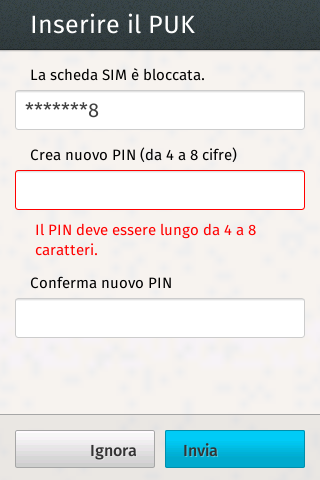 Inserire il PUK
La scheda SIM è bloccata.
*******8
Crea nuovo PIN (da 4 a 8 cifre)
Il PIN deve essere lungo da 4 a 8
caratteri.
Conferma nuovo PIN
Ignora
Invia